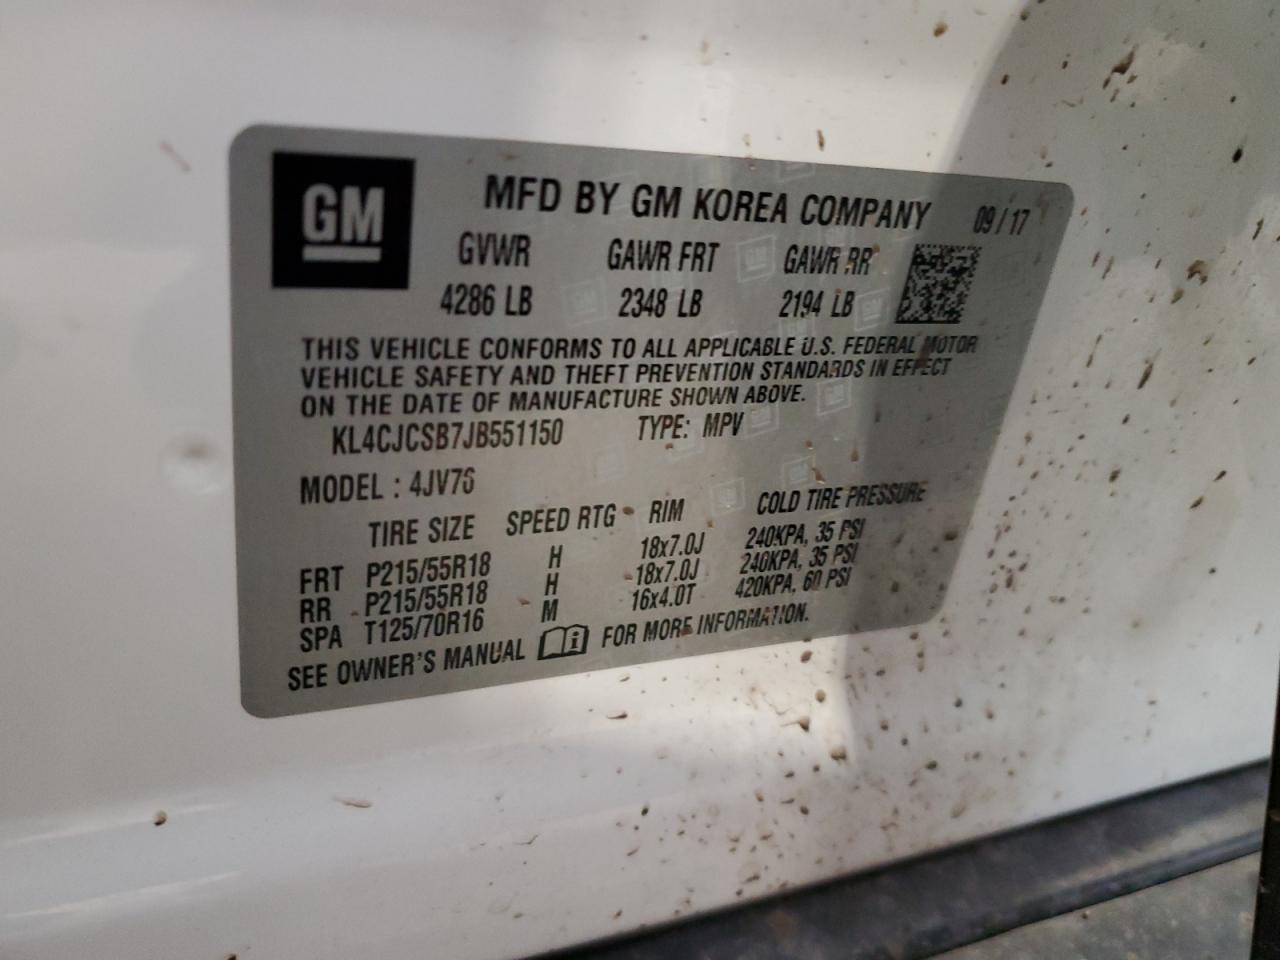 GM
MFD BY GM KOREA COMPANY 09/17
GVWR GAWR FRT GAWR RR
4286 LB 2348 LB 2194 LB
THIS VEHICLE CONFORMS TO ALL APPLICABLE U.S. FEDERAL MOTOR
VEHICLE SAFETY AND THEFT PREVENTION STANDARDS IN EFFECT
ON THE DATE OF MANUFACTURE SHOWN ABOVE.
KL4CJCSB7JB551150 TYPE: MPV
MODEL : 4JV76
TIRE SIZE SPEED RTG RIM COLD TIRE PRESSURE
FRT P215/55R18 H 18x7.0J 240KPA, 35 PSI
RR P215/55R18 H 18x7.0J 240KPA, 35 PSI
SPA T125/70R16 M 16x4.0T 420KPA, 60 PSI
SEE OWNER'S MANUAL FOR MORE INFORMATION.